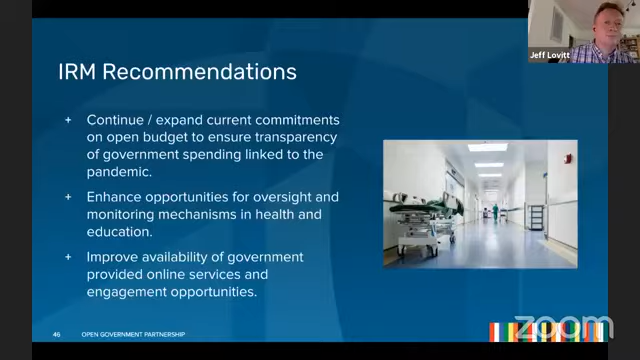 Jeff Lovitt
IRM Recommendations
+ Continue / expand current commitments
on open budget to ensure transparency
of government spending linked to the
pandemic.
+ Enhance opportunities for oversight and
monitoring mechanisms in health and
education.
+ Improve availability of government
provided online services and
engagement opportunities.
46 OPEN GOVERNMENT PARTNERSHIP
zoom